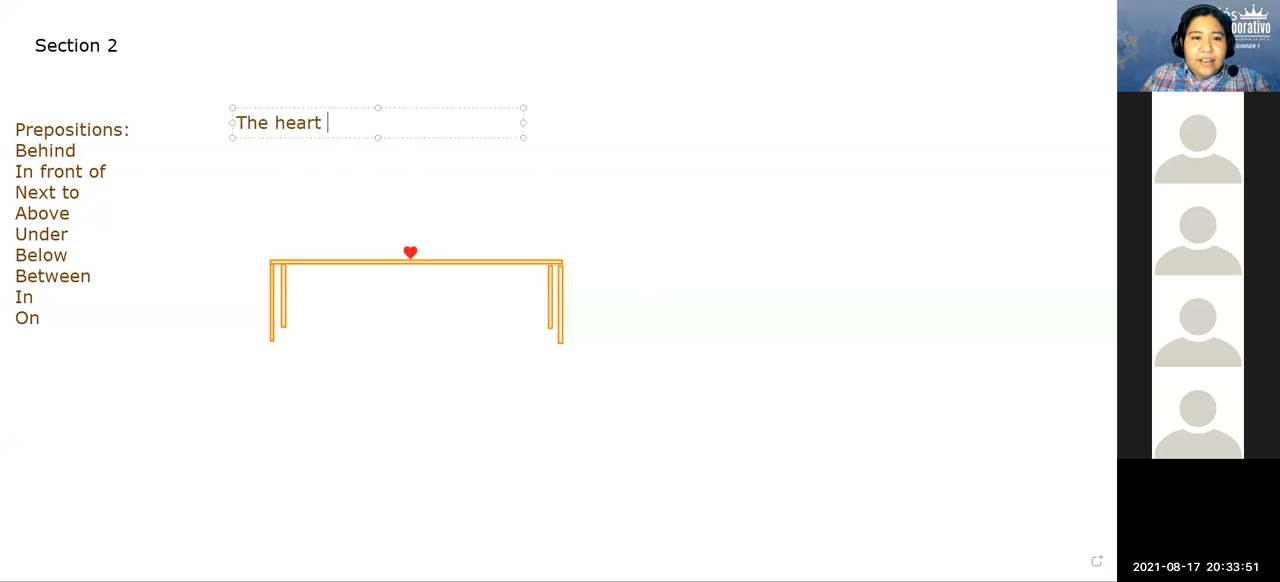 Section 2
The heart
Prepositions:
Behind
In front of
Next to
Above
Under
Below
Between
In
On
2021-08-17 20:33:51